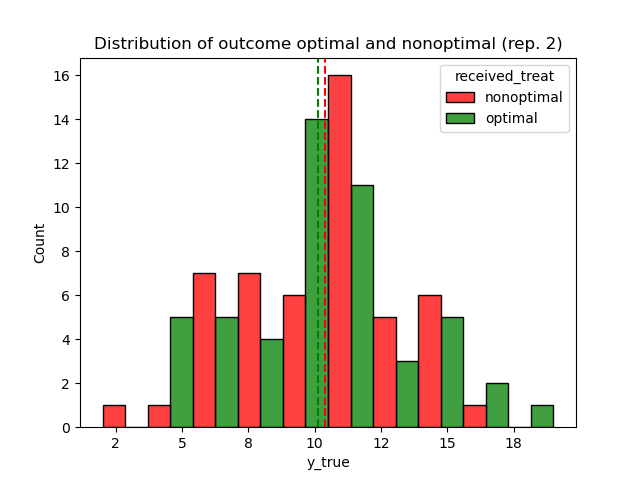 Distribution of outcome optimal and nonoptimal (rep. 2)
received_treat
nonoptimal
optimal
Count
16
14
12
10
8
6
4
2
0
2 5 8 10 12 15 18
y_true